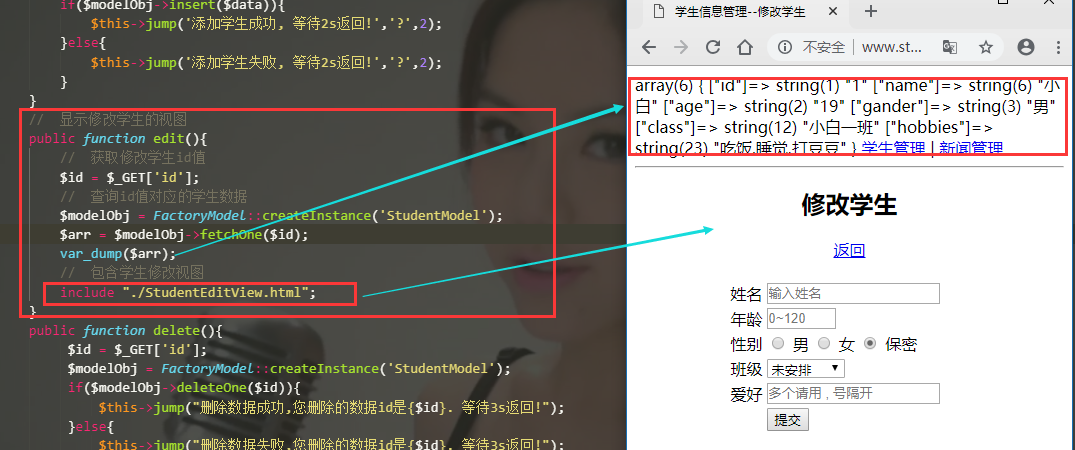 if($modelObj->insert($data)){
$this->jump('添加学生成功, 等待2s返回!','?',2);
}else{
$this->jump('添加学生失败, 等待2s返回!','?',2);
}
}
// 显示修改学生的视图
public function edit(){
// 获取修改学生id值
$id = $_GET['id'];
// 查询id值对应的学生数据
$modelObj = FactoryModel::createInstance('StudentModel');
$arr = $modelObj->fetchOne($id);
var_dump($arr);
// 包含学生修改视图
include "./StudentEditView.html";
}
public function delete(){
$id = $_GET['id'];
$modelObj = FactoryModel::createInstance('StudentModel');
if($modelObj->deleteOne($id)){
$this->jump("删除数据成功,您删除的数据id是{$id}. 等待3s返回!");
}else{
$this->jump("删除数据失败,您删除的数据id是{$id}. 等待3s返回!");
学生信息管理--修改学生
不安全 | www.st...
array(6) { ["id"]=> string(1) "1" ["name"]=> string(6) "小
白" ["age"]=> string(2) "19" ["gander"]=> string(3) "男"
["class"]=> string(12) "小白一班" ["hobbies"]=>
string(23) "吃饭,睡觉,打豆豆" } 学生管理 | 新闻管理
修改学生
返回
姓名 输入姓名
年龄 0~120
性别 男 女 保密
班级 未安排
爱好 多个请用 , 号隔开
提交